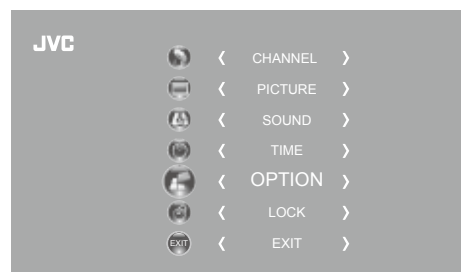 JVC
CHANNEL
PICTURE
SOUND
TIME
OPTION
LOCK
EXIT EXIT